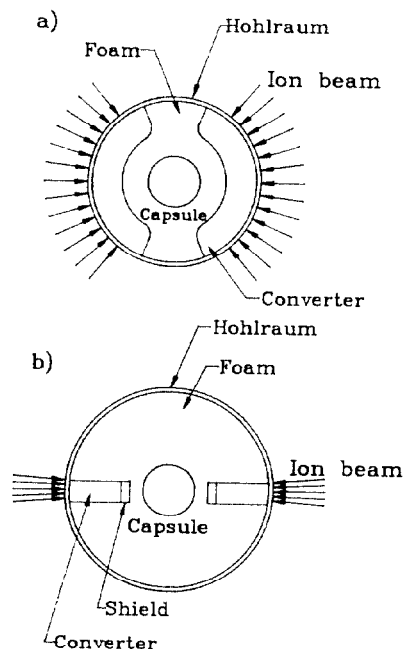 a)
Hohlraum
Foam
Ion beam
Capsule
Converter
b)
Hohlraum
Foam
Ion beam
Capsule
Shield
Converter